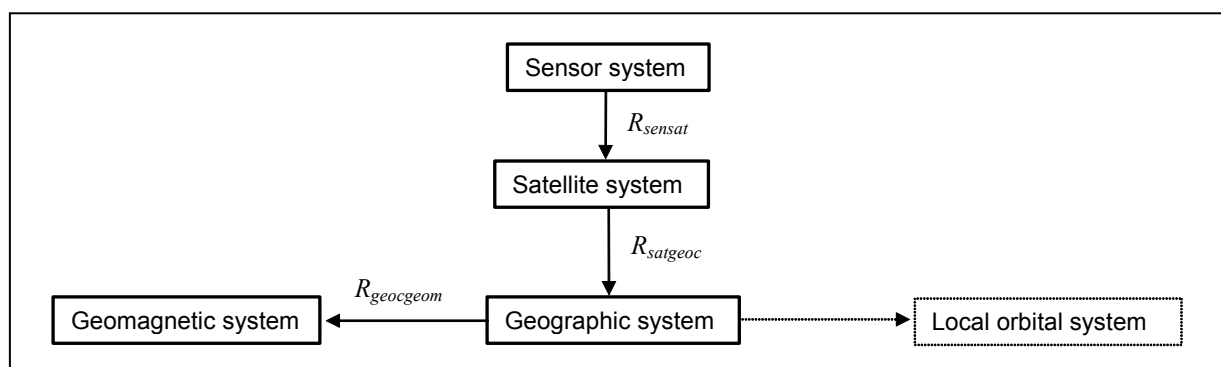 Sensor system
R_sensat
Satellite system
R_satgeoc
R_geocgeom
Geomagnetic system
Geographic system
Local orbital system